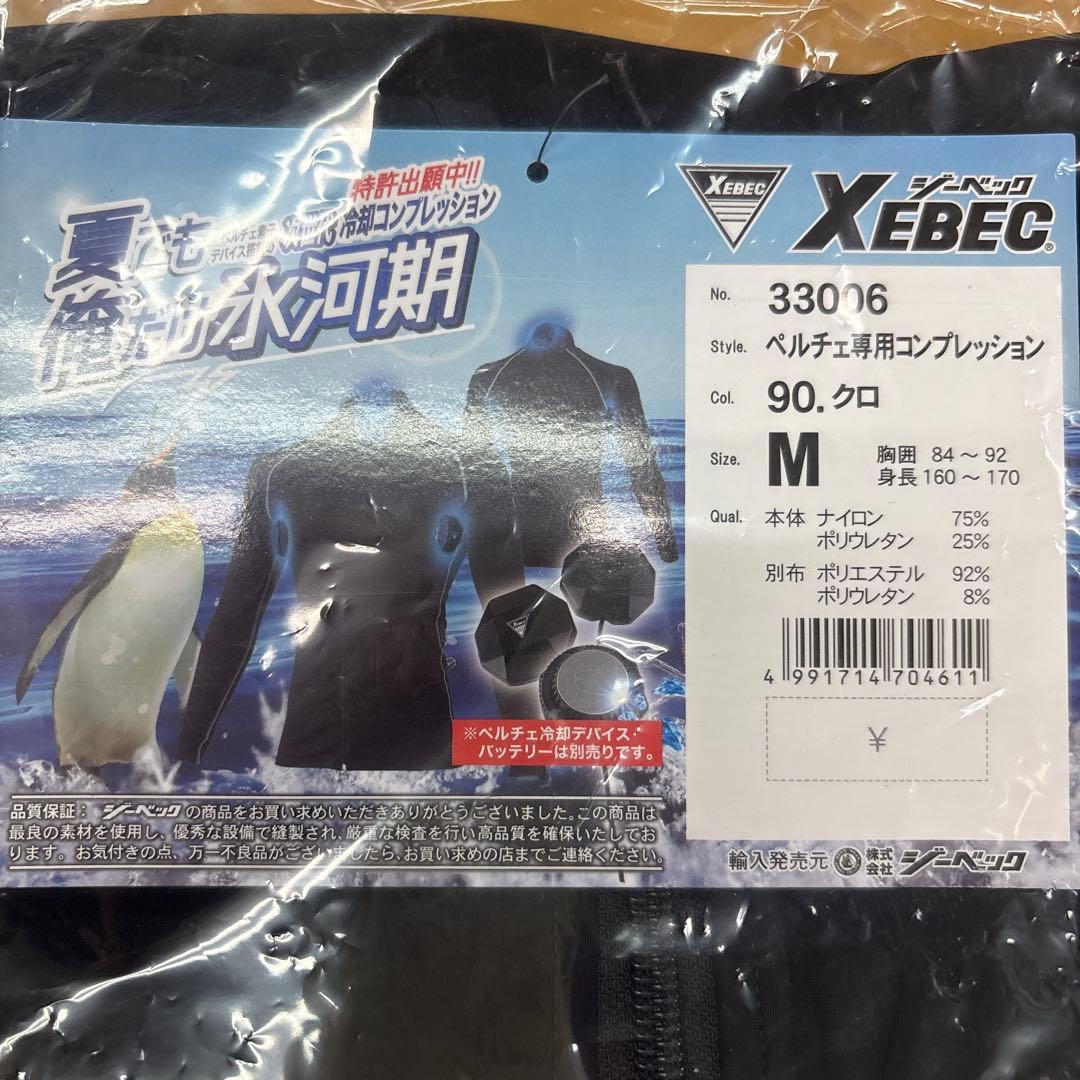 特許出願中!!
ペルチェ素子
デバイス搭載の
冷却コンプレッション
夏でも
俺だけ氷河期
XEBEC
ジーベック
XEBEC®
No. 33006
Style. ペルチェ専用コンプレッション
Col. 90.クロ
Size. M 胸囲 84～92
身長160～170
Qual. 本体 ナイロン 75%
ポリウレタン 25%
別布 ポリエステル 92%
ポリウレタン 8%
4 991714 704611
¥
XEBEC
※ペルチェ冷却デバイス・
バッテリーは別売りです。
品質保証： ジーベックの商品をお買い求めいただきありがとうございました。この商品は
最良の素材を使用し、優秀な設備で縫製され、厳重な検査を行い高品質を確保いたしてお
ります。お気付きの点、万一不良品がございましたら、お買い求めの店までご連絡ください。
輸入発売元 株式会社 ジーベック